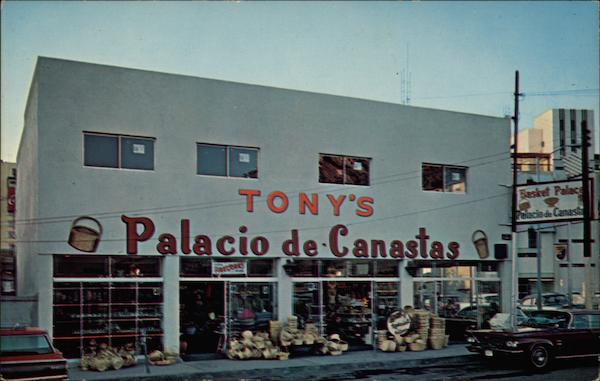 TONY'S
Palacio de Canastas
Basket Palace
Palacio de Canastas